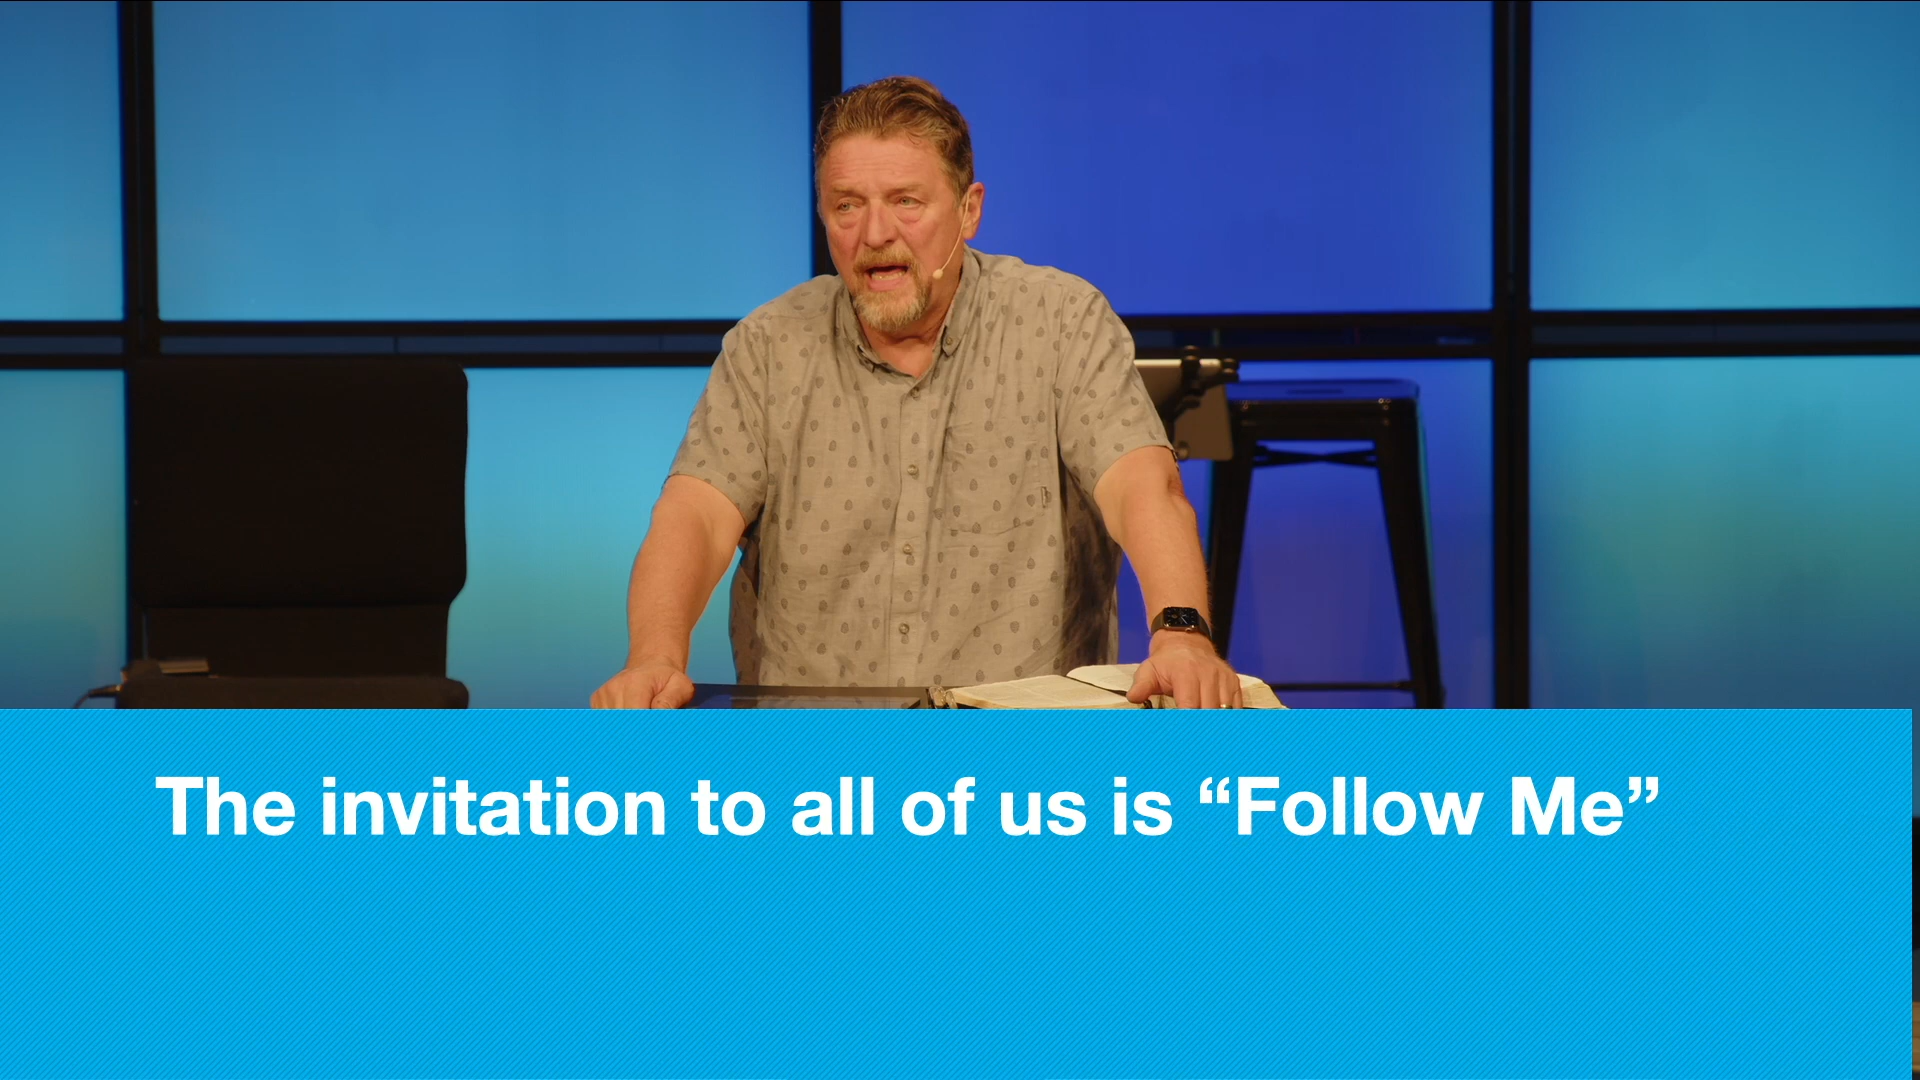 The invitation to all of us is “Follow Me”